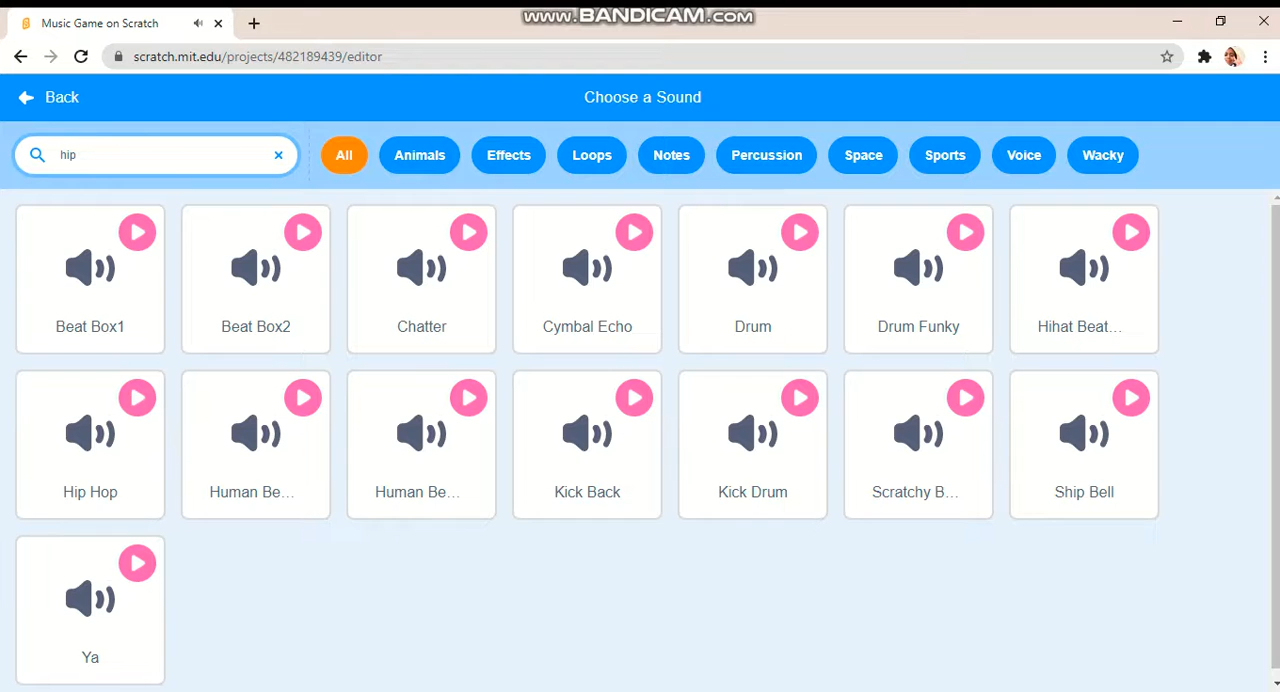 www.BANDICAM.com
Music Game on Scratch
scratch.mit.edu/projects/482189439/editor
Back
Choose a Sound
hip
All
Animals
Effects
Loops
Notes
Percussion
Space
Sports
Voice
Wacky
Beat Box1
Beat Box2
Chatter
Cymbal Echo
Drum
Drum Funky
Hihat Beat...
Hip Hop
Human Be...
Human Be...
Kick Back
Kick Drum
Scratchy B...
Ship Bell
Ya